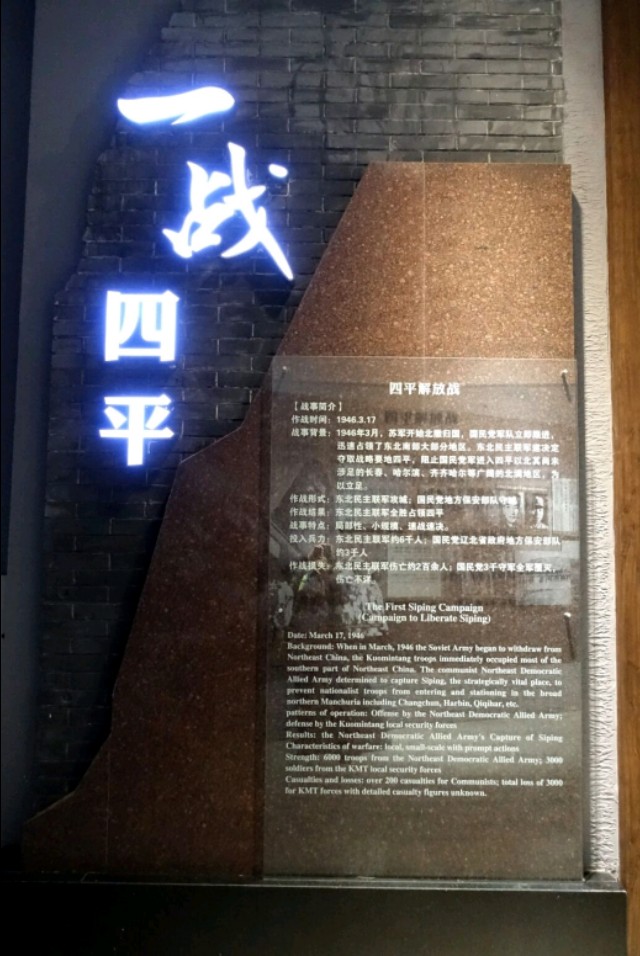 一
战
四
平
四平解放战
【战事简介】
作战时间：1946.3.17
战事背景：1946年3月，苏军开始北撤归国，国民党军队立即推进，
迅速占领了东北南部大部分地区。东北民主联军坚决定
夺取战略要地四平，阻止国民党军进入四平以北其尚未
涉足的长春、哈尔滨、齐齐哈尔等广阔的北满地区，
以立足。
作战形式：东北民主联军攻城；国民党地方保安部队守城
作战结果：东北民主联军全胜占领四平
战事特点：局部性、小规模、速战速决。
投入兵力：东北民主联军约6千人；国民党辽北省政府地方保安部队
约3千人
作战损失：东北民主联军伤亡约2百余人；国民党3千守军全军覆灭，
伤亡不详。
The First Siping Campaign
(Campaign to Liberate Siping)
Date: March 17, 1946
Background: When in March, 1946 the Soviet Army began to withdraw from
Northeast China, the Kuomintang troops immediately occupied most of the
southern part of Northeast China. The communist Northeast Democratic
Allied Army determined to capture Siping, the strategically vital place, to
prevent nationalist troops from entering and stationing in the broad
northern Manchuria including Changchun, Harbin, Qiqihar, etc.
patterns of operation: Offense by the Northeast Democratic Allied Army;
defense by the Kuomintang local security forces
Results: the Northeast Democratic Allied Army's Capture of Siping
Characteristics of warfare: local, small-scale with prompt actions
Strength: 6000 troops from the Northeast Democratic Allied Army; 3000
soldiers from the KMT local security forces
Casualties and losses: over 200 casualties for Communists; total loss of 3000
for KMT forces with detailed casualty figures unknown.